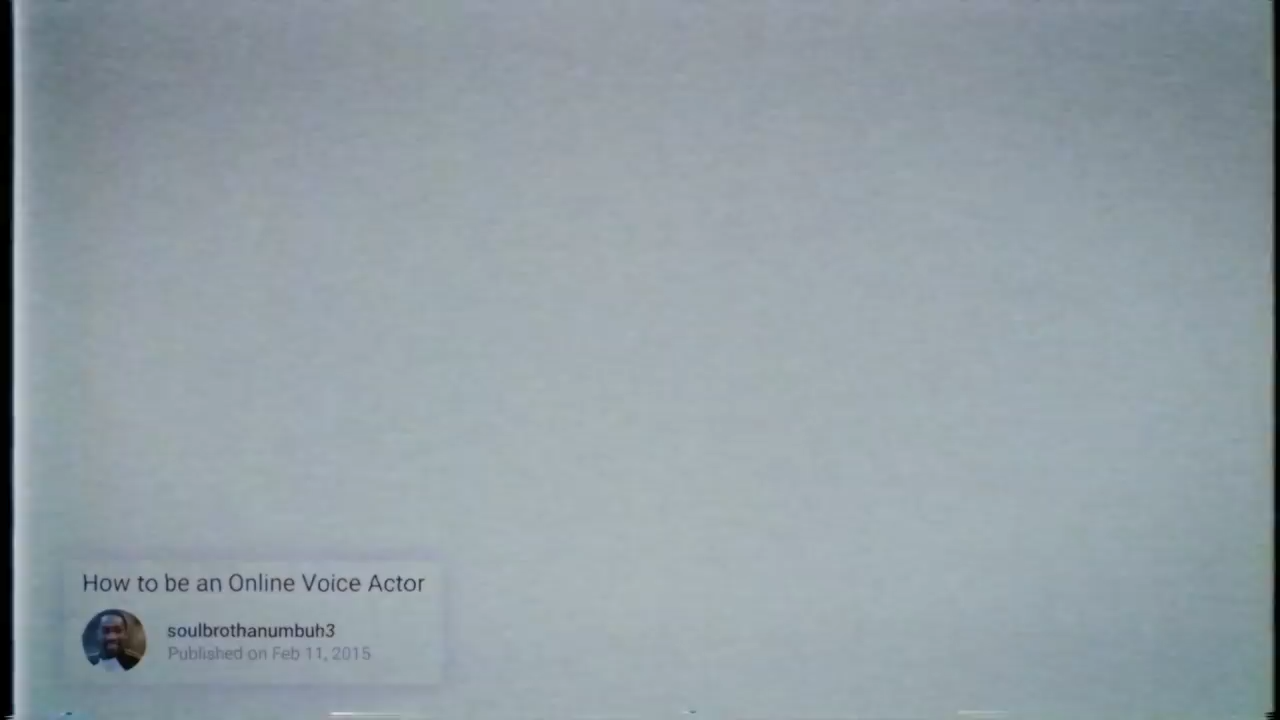 How to be an Online Voice Actor
soulbrothanumbuh3
Published on Feb 11, 2015